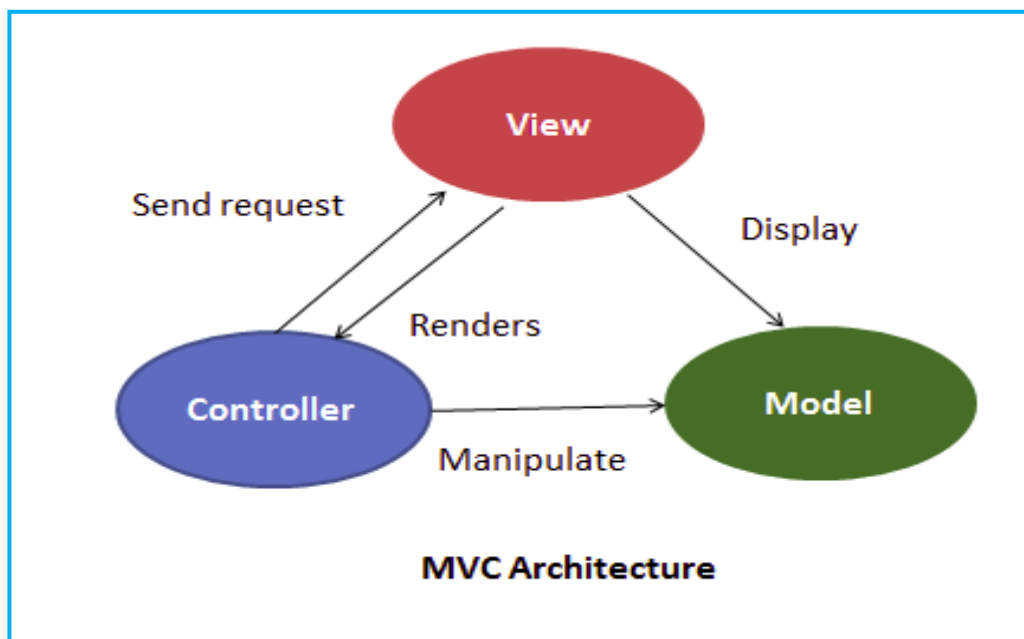 View
Send request
Display
Renders
Controller
Model
Manipulate
MVC Architecture